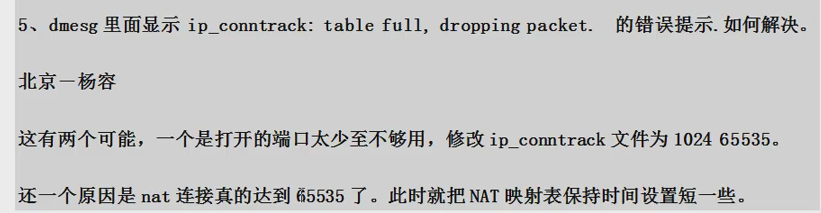 5、dmesg 里面显示 ip_conntrack: table full, dropping packet. 的错误提示.如何解决。
北京－杨容
这有两个可能，一个是打开的端口太少至不够用，修改 ip_conntrack 文件为 1024 65535。
还一个原因是 nat 连接真的达到 65535 了。此时就把 NAT 映射表保持时间设置短一些。